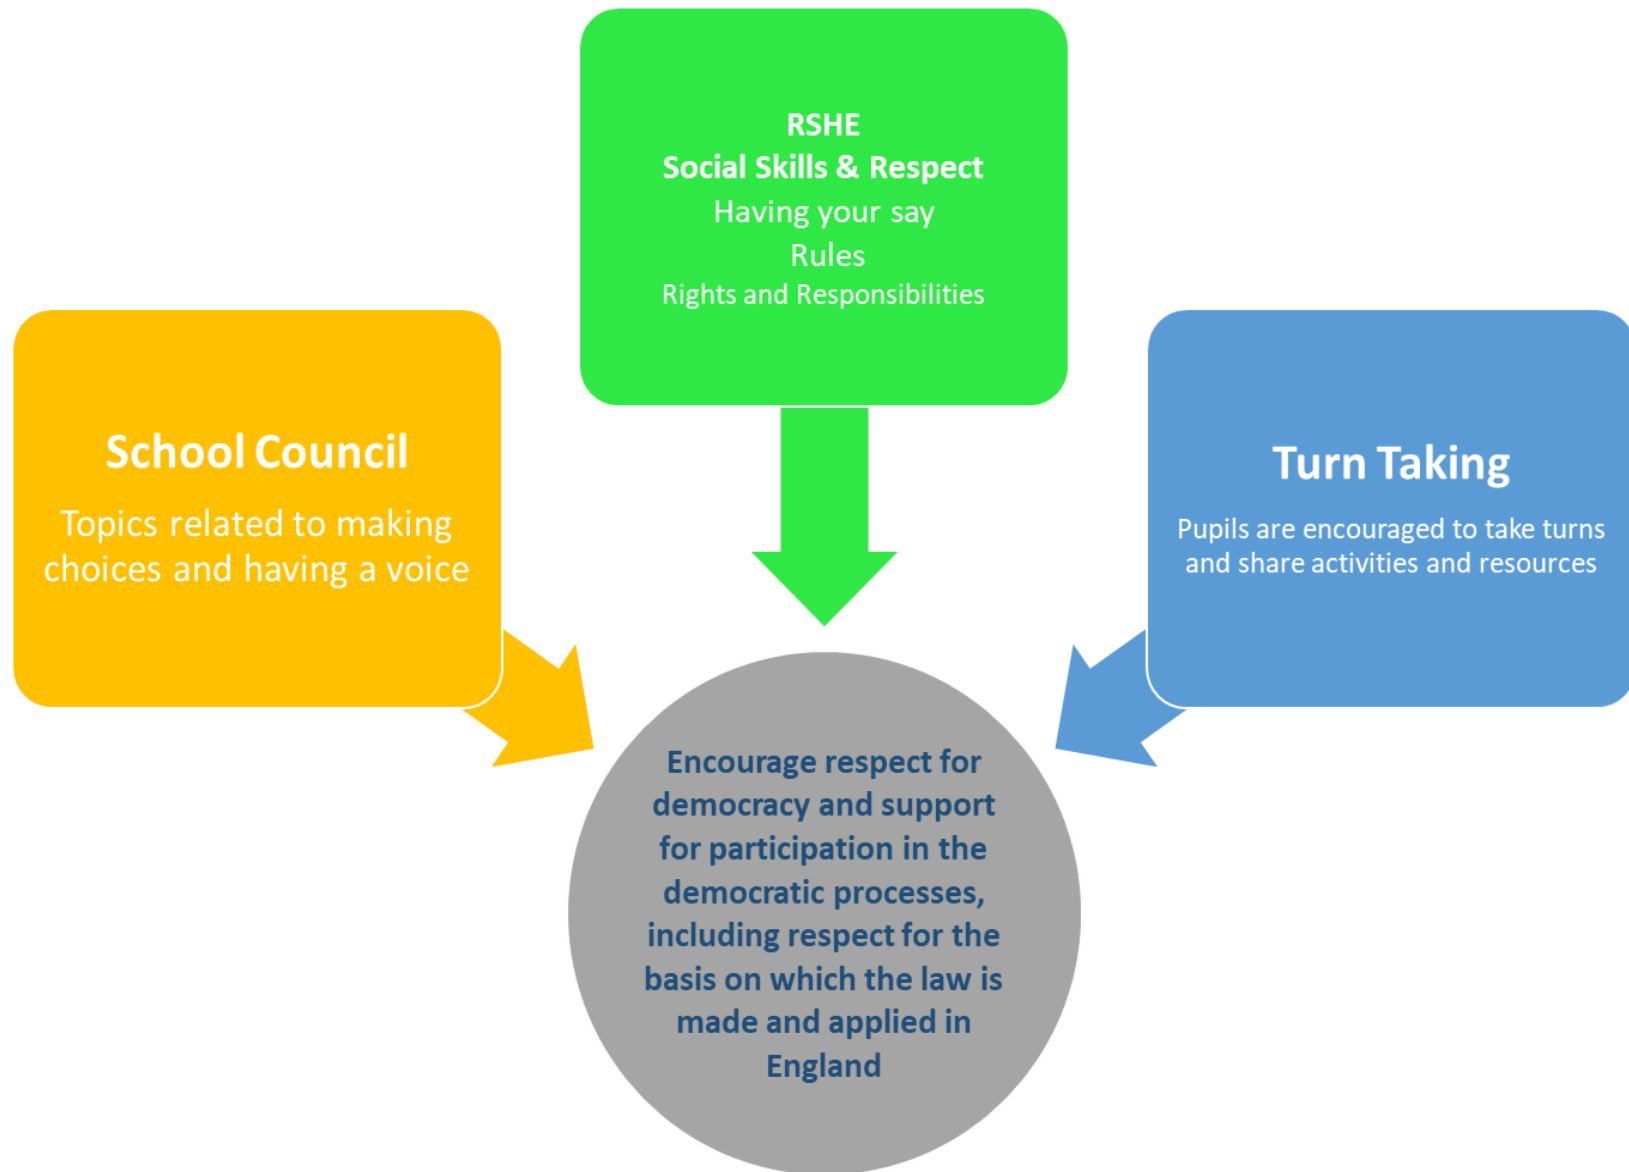 RSHE
Social Skills & Respect
Having your say
Rules
Rights and Responsibilities
School Council
Topics related to making
choices and having a voice
Turn Taking
Pupils are encouraged to take turns
and share activities and resources
Encourage respect for
democracy and support
for participation in the
democratic processes,
including respect for the
basis on which the law is
made and applied in
England